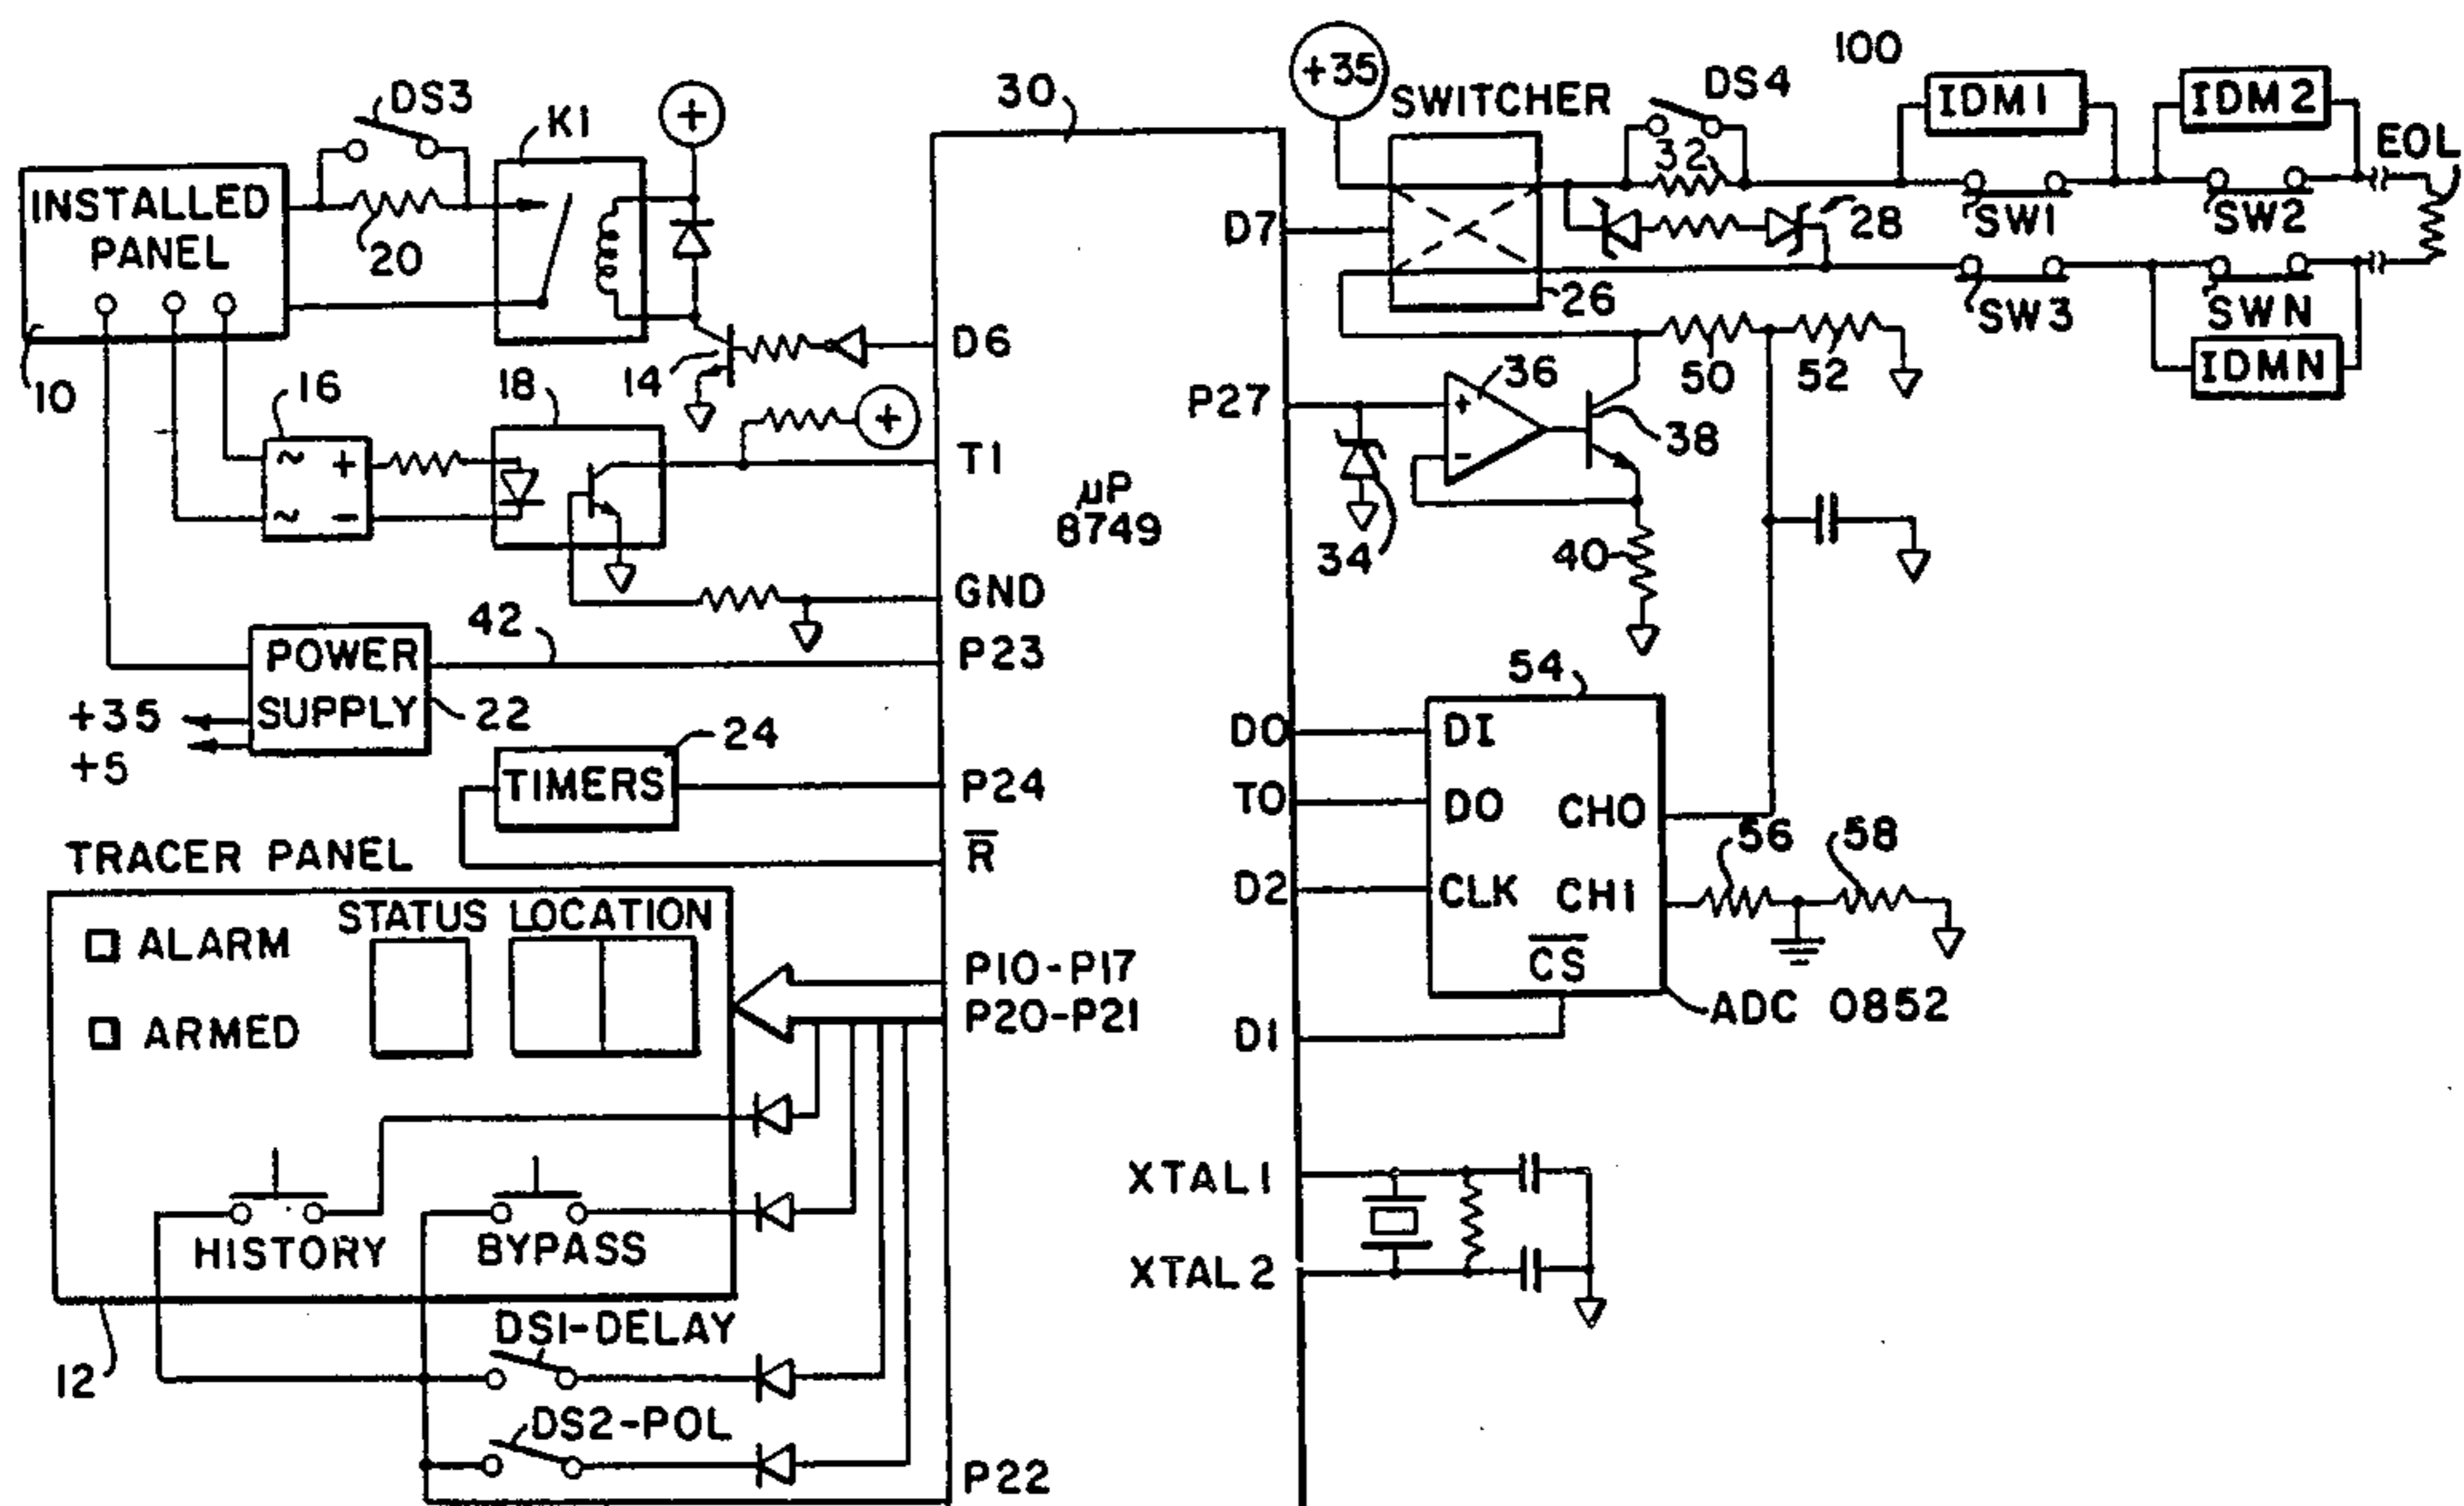 DS3
K1
+
INSTALLED
PANEL
20
10
14
16
18
+
~ +
~ -
42
POWER
SUPPLY
22
+35
+5
24
TIMERS
TRACER PANEL
STATUS LOCATION
ALARM
ARMED
HISTORY
BYPASS
12
DS1-DELAY
DS2-POL
30
D6
T1
GND
P23
P24
R
P10-P17
P20-P21
P22
µP
8749
+35
SWITCHER
DS4
100
IDM1
IDM2
EOL
32
28
SW1
SW2
D7
26
SW3
SWN
IDMN
P27
36
+
-
38
50
52
34
40
54
D0
DI
T0
DO
CH0
56
58
D2
CLK
CH1
CS
ADC 0852
D1
XTAL1
XTAL2